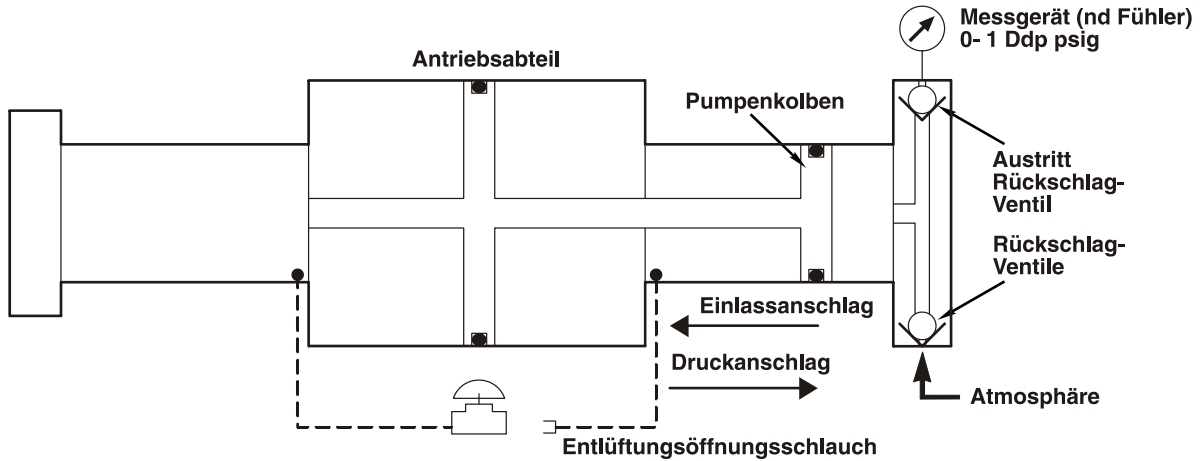 Messgerät (nd Fühler)
0- 1 Ddp psig
Antriebsabteil
Pumpenkolben
Austritt
Rückschlag-
Ventil
Rückschlag-
Ventile
Einlassanschlag
Druckanschlag
Atmosphäre
Entlüftungsöffnungsschlauch